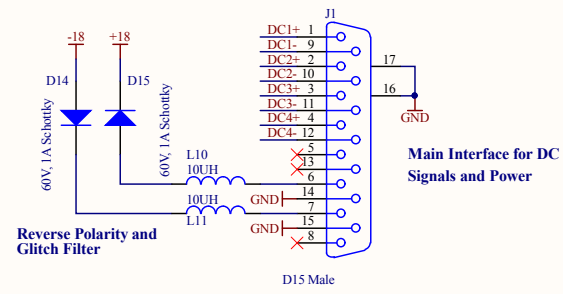 J1
-18
+18
DC1+ 1
DC1- 9
DC2+ 2
DC2- 10
DC3+ 3
DC3- 11
DC4+ 4
DC4- 12
5
13
6
14
7
15
8
17
16
GND
D14
D15
60V, 1A Schottky
60V, 1A Schottky
L10
10UH
10UH
L11
GND
GND
Main Interface for DC
Signals and Power
Reverse Polarity and
Glitch Filter
D15 Male